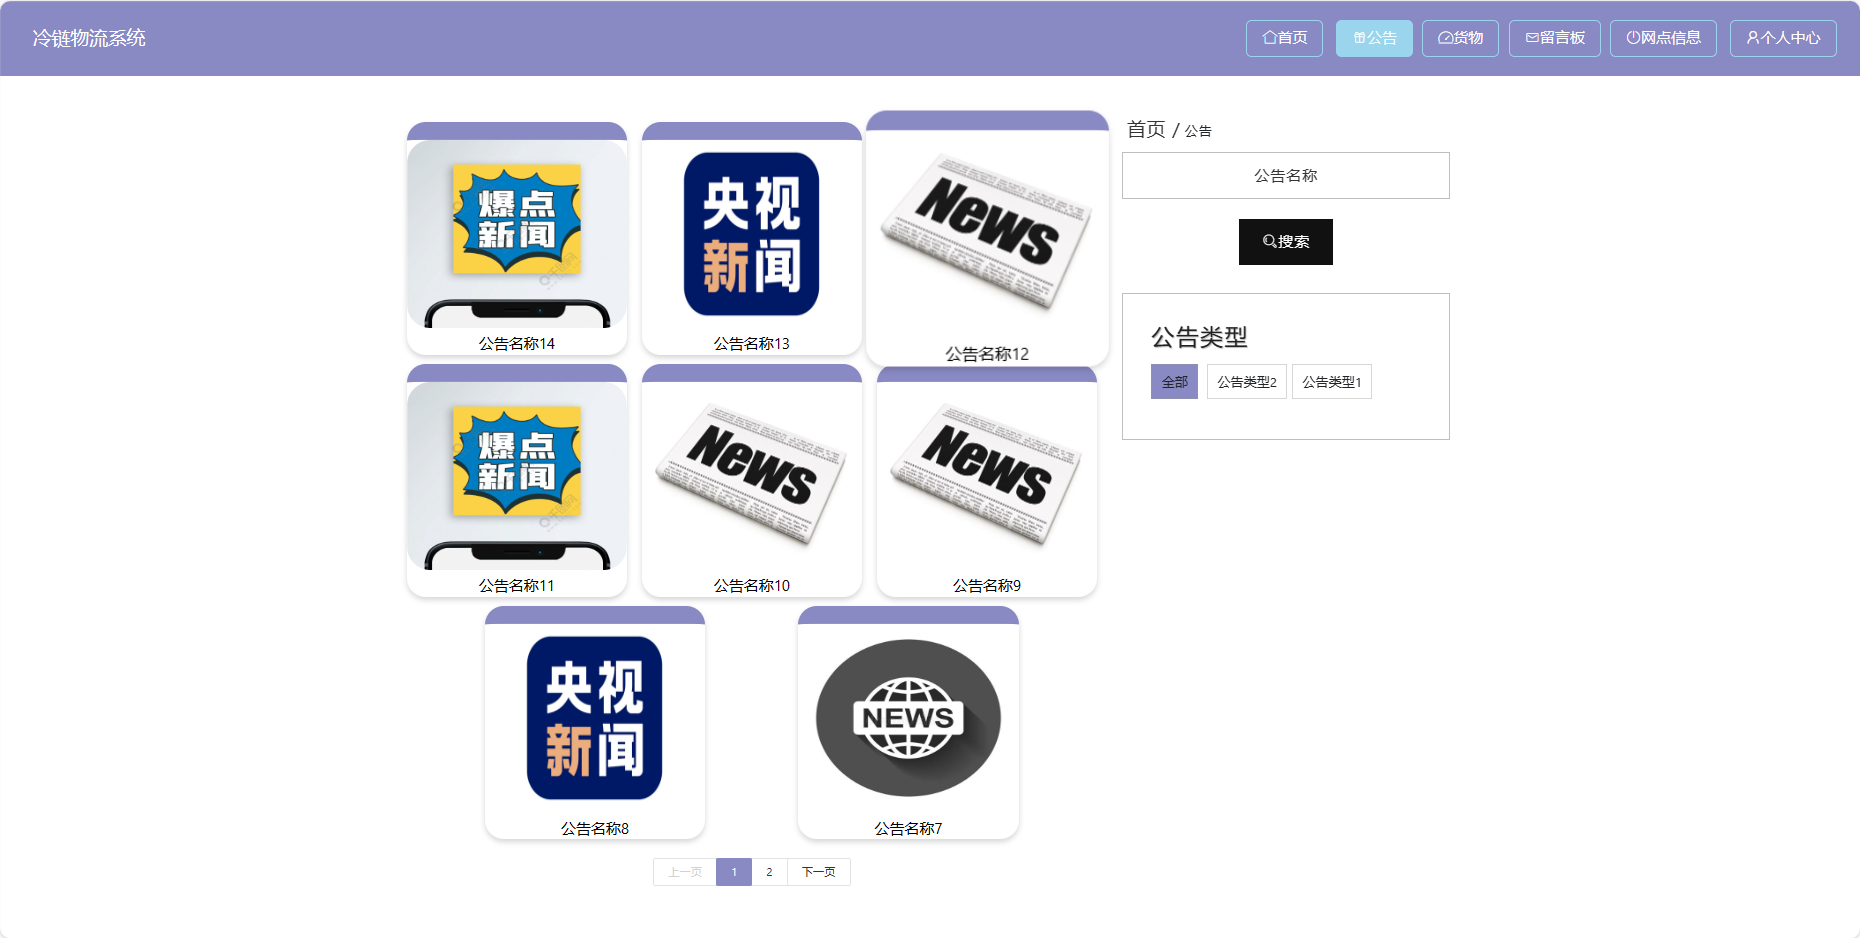 冷链物流系统
首页
公告
货物
留言板
网点信息
个人中心
爆点
新闻
公告名称14
央视
新闻
公告名称13
News
公告名称12
爆点
新闻
公告名称11
News
公告名称10
News
公告名称9
央视
新闻
公告名称8
NEWS
公告名称7
上一页
1
2
下一页
首页 / 公告
公告名称
搜索
公告类型
全部
公告类型2
公告类型1